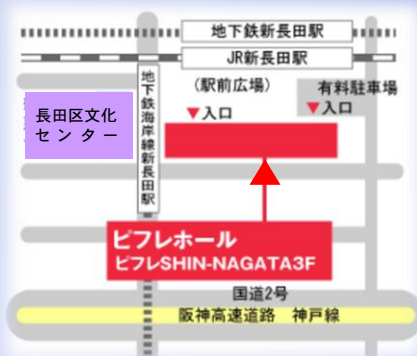 地下鉄新長田駅
JR新長田駅
(駅前広場)
有料駐車場
▼入口
▼入口
長田区文化
センター
地下鉄海岸線新長田駅
ピフレホール
ピフレSHIN-NAGATA3F
国道2号
阪神高速道路 神戸線